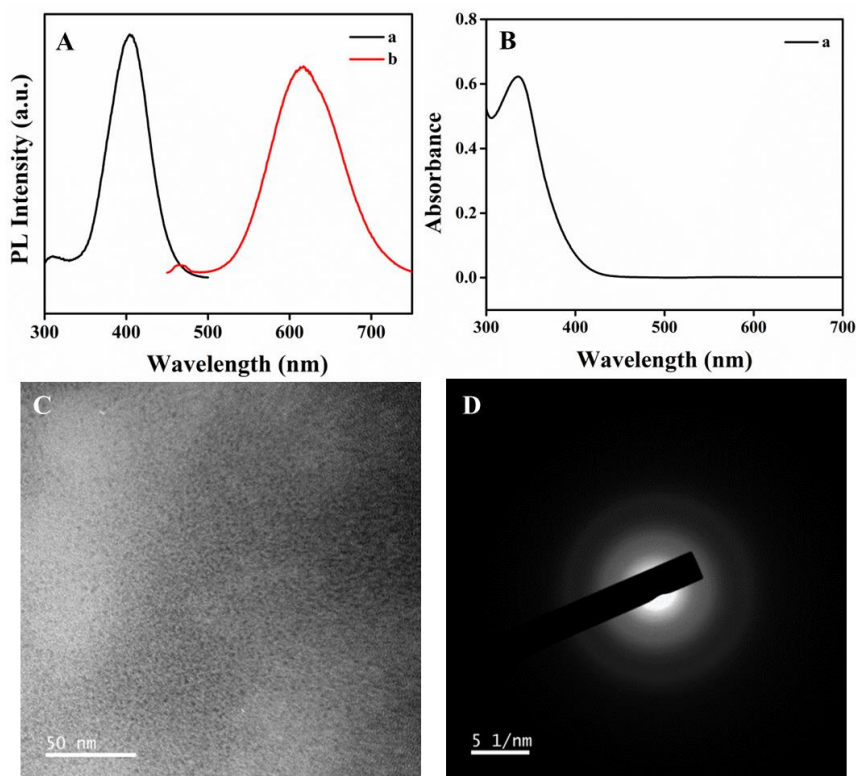 A
a
b
PL Intensity (a.u.)
300 400 500 600 700
Wavelength (nm)
B
a
Absorbance
0.8
0.6
0.4
0.2
0.0
300 400 500 600 700
Wavelength (nm)
C
50 nm
D
5 1/nm